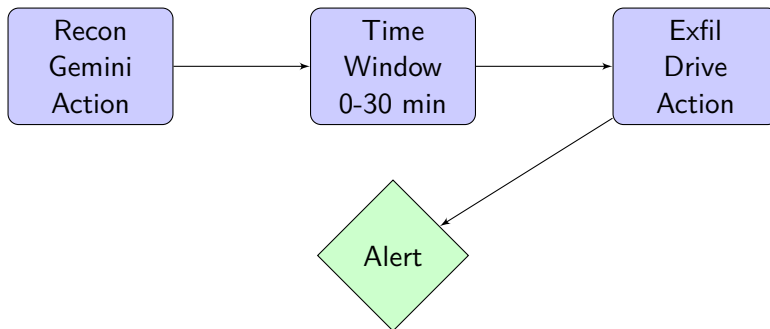 Recon
Gemini
Action
Time
Window
0-30 min
Exfil
Drive
Action
Alert